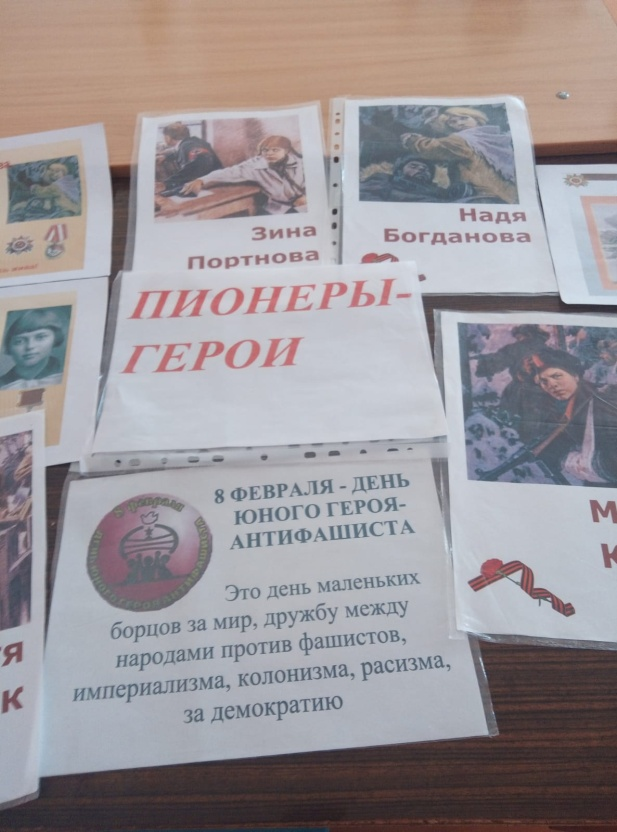 Зина
Портнова
Надя
Богданова
ПИОНЕРЫ-
ГЕРОИ
8 ФЕВРАЛЯ - ДЕНЬ
ЮНОГО ГЕРОЯ-
АНТИФАШИСТА
8 февраля
Это день маленьких
борцов за мир, дружбу между
народами против фашистов,
империализма, колонизма, расизма,
за демократию
М
К
тя
к